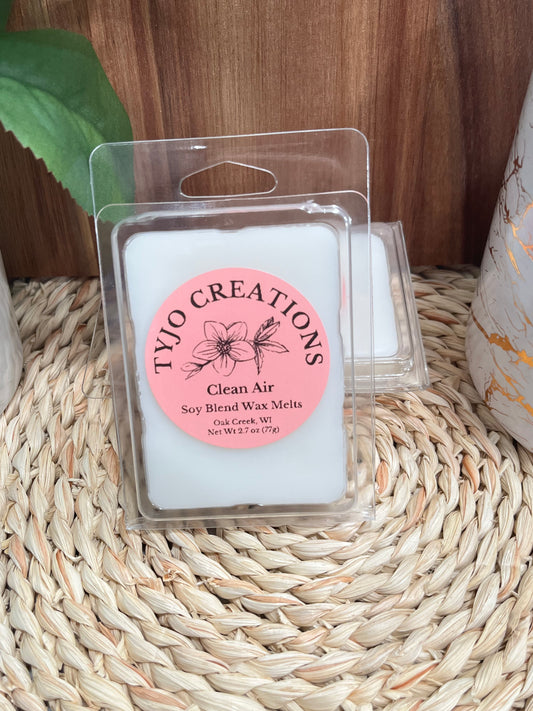 TYJO CREATIONS
Clean Air
Soy Blend Wax Melts
Oak Creek, WI
Net Wt 2.7 oz (77g)